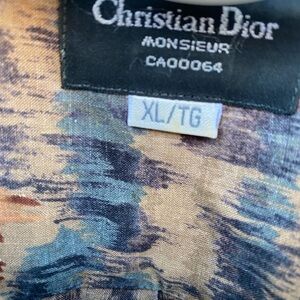 Christian Dior
MONSIEUR
CA00064
XL/TG